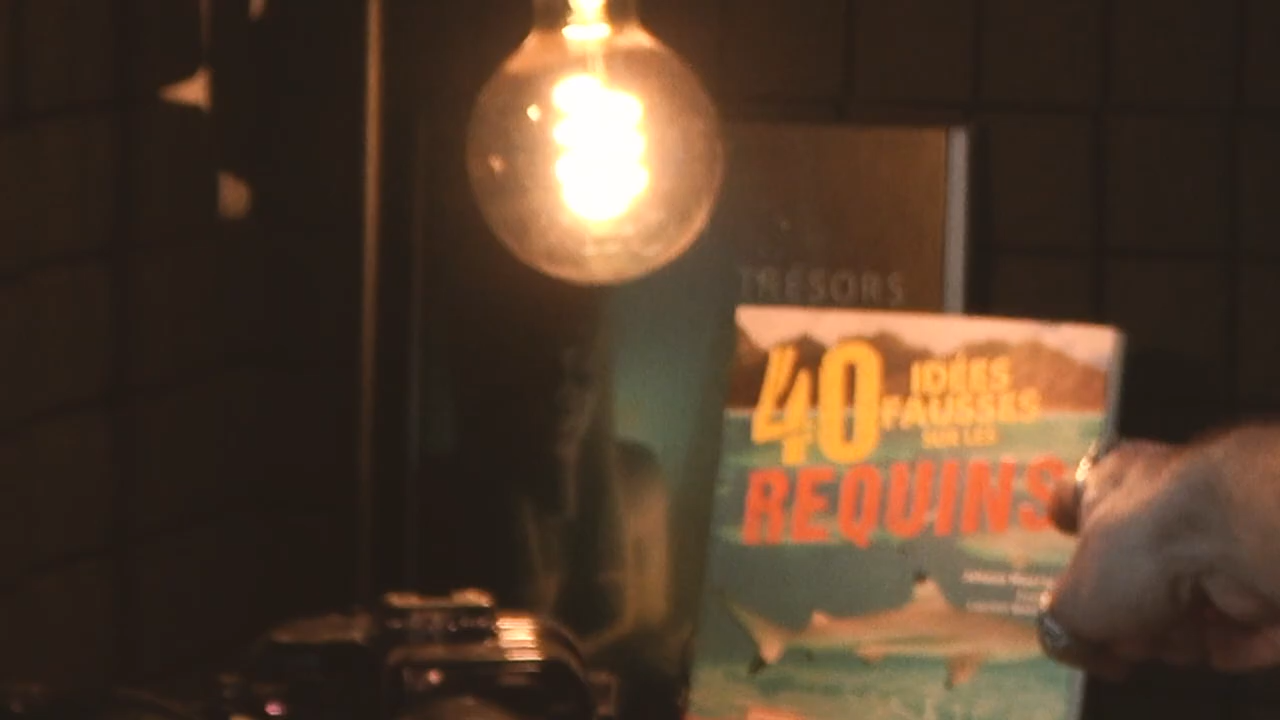 TRÉSORS
40 IDÉES
FAUSSES
SUR LES
REQUINS